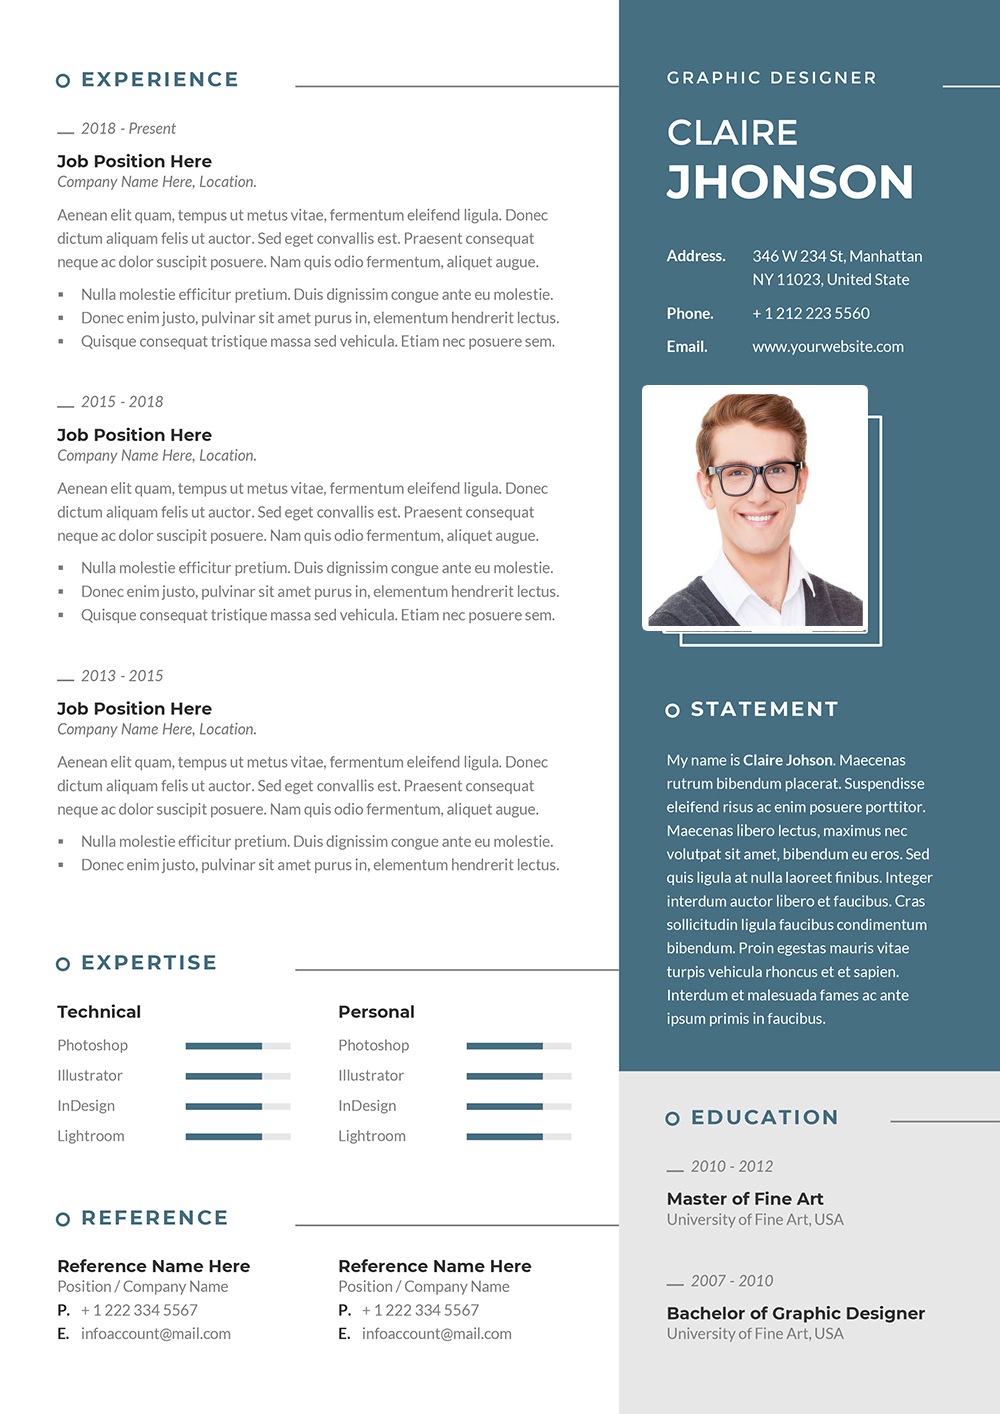 EXPERIENCE
2018 - Present
Job Position Here
Company Name Here, Location.
Aenean elit quam, tempus ut metus vitae, fermentum eleifend ligula. Donec
dictum aliquam felis ut auctor. Sed eget convallis est. Praesent consequat
neque ac dolor suscipit posuere. Nam quis odio fermentum, aliquet augue.
▪ Nulla molestie efficitur pretium. Duis dignissim congue ante eu molestie.
▪ Donec enim justo, pulvinar sit amet purus in, elementum hendrerit lectus.
▪ Quisque consequat tristique massa sed vehicula. Etiam nec posuere sem.
2015 - 2018
Job Position Here
Company Name Here, Location.
Aenean elit quam, tempus ut metus vitae, fermentum eleifend ligula. Donec
dictum aliquam felis ut auctor. Sed eget convallis est. Praesent consequat
neque ac dolor suscipit posuere. Nam quis odio fermentum, aliquet augue.
▪ Nulla molestie efficitur pretium. Duis dignissim congue ante eu molestie.
▪ Donec enim justo, pulvinar sit amet purus in, elementum hendrerit lectus.
▪ Quisque consequat tristique massa sed vehicula. Etiam nec posuere sem.
2013 - 2015
Job Position Here
Company Name Here, Location.
Aenean elit quam, tempus ut metus vitae, fermentum eleifend ligula. Donec
dictum aliquam felis ut auctor. Sed eget convallis est. Praesent consequat
neque ac dolor suscipit posuere. Nam quis odio fermentum, aliquet augue.
▪ Nulla molestie efficitur pretium. Duis dignissim congue ante eu molestie.
▪ Donec enim justo, pulvinar sit amet purus in, elementum hendrerit lectus.
EXPERTISE
Technical
Photoshop
Illustrator
InDesign
Lightroom
Personal
Photoshop
Illustrator
InDesign
Lightroom
REFERENCE
Reference Name Here
Position / Company Name
P. + 1 222 334 5567
E. infoaccount@mail.com
Reference Name Here
Position / Company Name
P. + 1 222 334 5567
E. infoaccount@mail.com
GRAPHIC DESIGNER
CLAIRE
JHONSON
Address. 346 W 234 St, Manhattan
NY 11023, United State
Phone. + 1 212 223 5560
Email. www.yourwebsite.com
STATEMENT
My name is Claire Johson. Maecenas
rutrum bibendum placerat. Suspendisse
eleifend risus ac enim posuere porttitor.
Maecenas libero lectus, maximus nec
volutpat sit amet, bibendum eu eros. Sed
quis ligula at nulla laoreet finibus. Integer
interdum auctor libero et faucibus. Cras
sollicitudin ligula faucibus condimentum
bibendum. Proin egestas mauris vitae
turpis vehicula rhoncus et et sapien.
Interdum et malesuada fames ac ante
ipsum primis in faucibus.
EDUCATION
2010 - 2012
Master of Fine Art
University of Fine Art, USA
2007 - 2010
Bachelor of Graphic Designer
University of Fine Art, USA